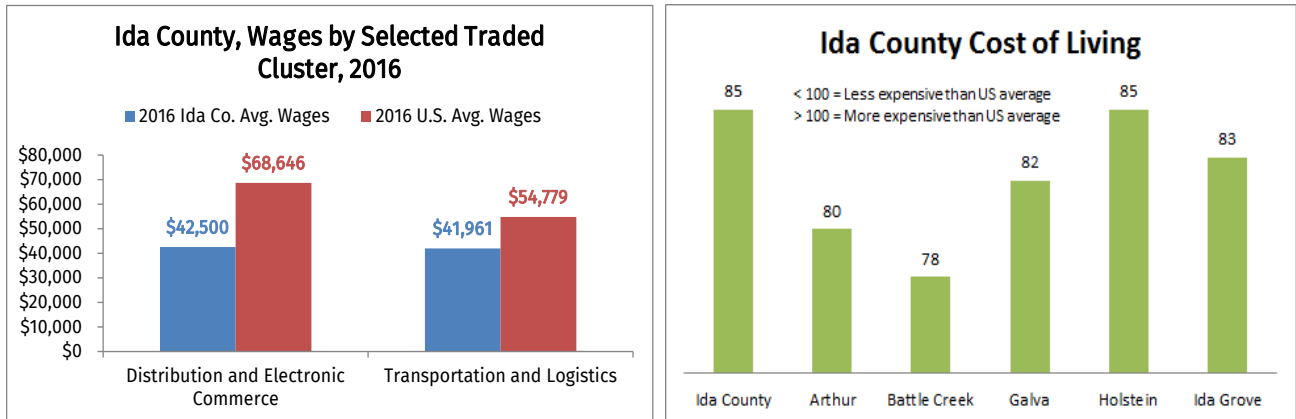 Ida County, Wages by Selected Traded
Cluster, 2016
2016 Ida Co. Avg. Wages
2016 U.S. Avg. Wages
$80,000
$70,000
$60,000
$50,000
$40,000
$30,000
$20,000
$10,000
$0
$42,500
$68,646
$41,961
$54,779
Distribution and Electronic
Commerce
Transportation and Logistics
Ida County Cost of Living
< 100 = Less expensive than US average
> 100 = More expensive than US average
85
80
78
82
85
83
Ida County
Arthur
Battle Creek
Galva
Holstein
Ida Grove